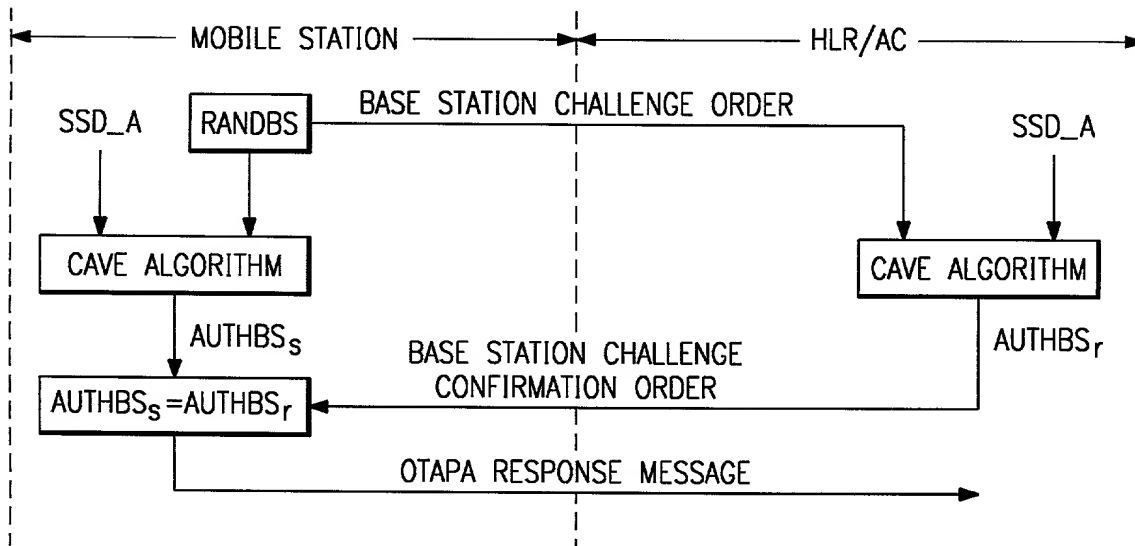 MOBILE STATION
HLR/AC
BASE STATION CHALLENGE ORDER
SSD_A
RANDBS
SSD_A
CAVE ALGORITHM
CAVE ALGORITHM
AUTHBSs
AUTHBSr
BASE STATION CHALLENGE
CONFIRMATION ORDER
AUTHBSs=AUTHBSr
OTAPA RESPONSE MESSAGE